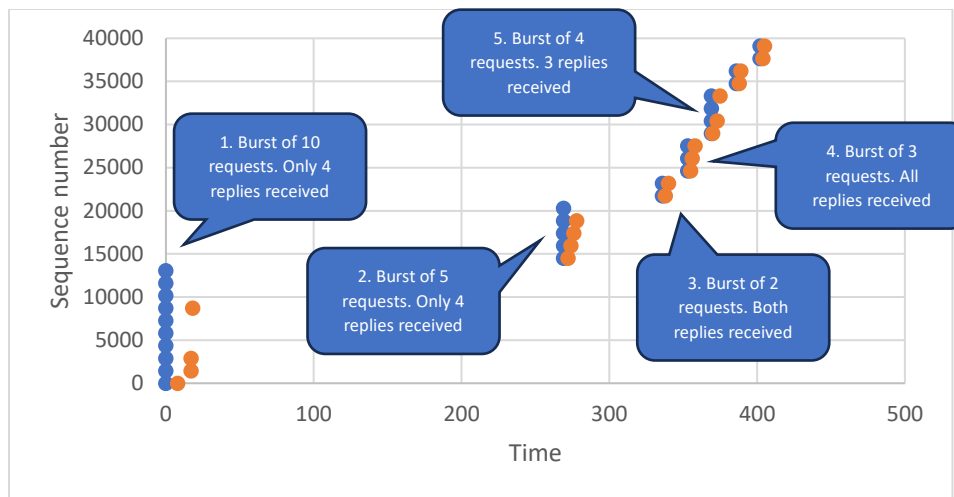 40000
35000
30000
25000
20000
15000
10000
5000
0
Sequence number
5. Burst of 4
requests. 3 replies
received
1. Burst of 10
requests. Only 4
replies received
4. Burst of 3
requests. All
replies received
2. Burst of 5
requests. Only 4
replies received
3. Burst of 2
requests. Both
replies received
0 100 200 300 400 500
Time